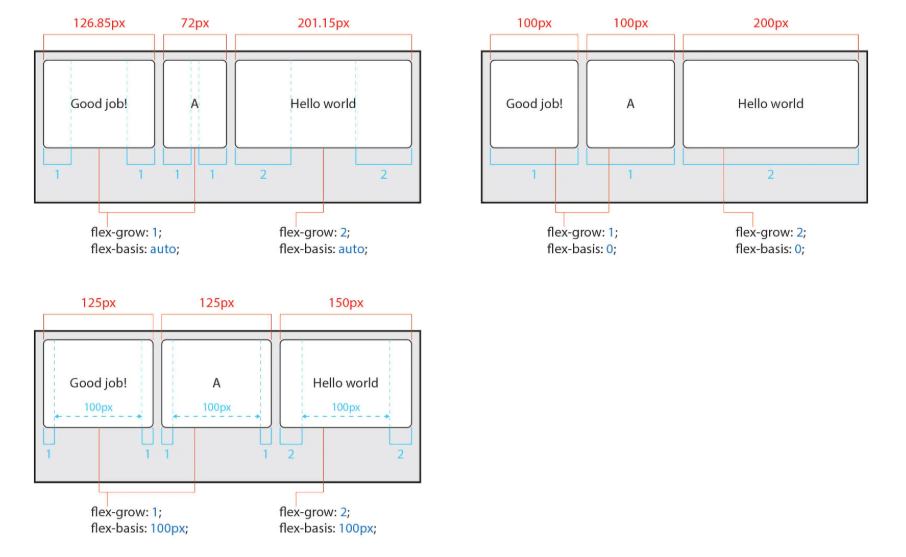 126.85px 72px 201.15px
Good job! A Hello world
1 1 1 1 2 2
flex-grow: 1;
flex-basis: auto;
flex-grow: 2;
flex-basis: auto;
100px 100px 200px
Good job! A Hello world
1 1 2
flex-grow: 1;
flex-basis: 0;
flex-grow: 2;
flex-basis: 0;
125px 125px 150px
Good job! A Hello world
100px 100px 100px
1 1 1 1 2 2
flex-grow: 1;
flex-basis: 100px;
flex-grow: 2;
flex-basis: 100px;